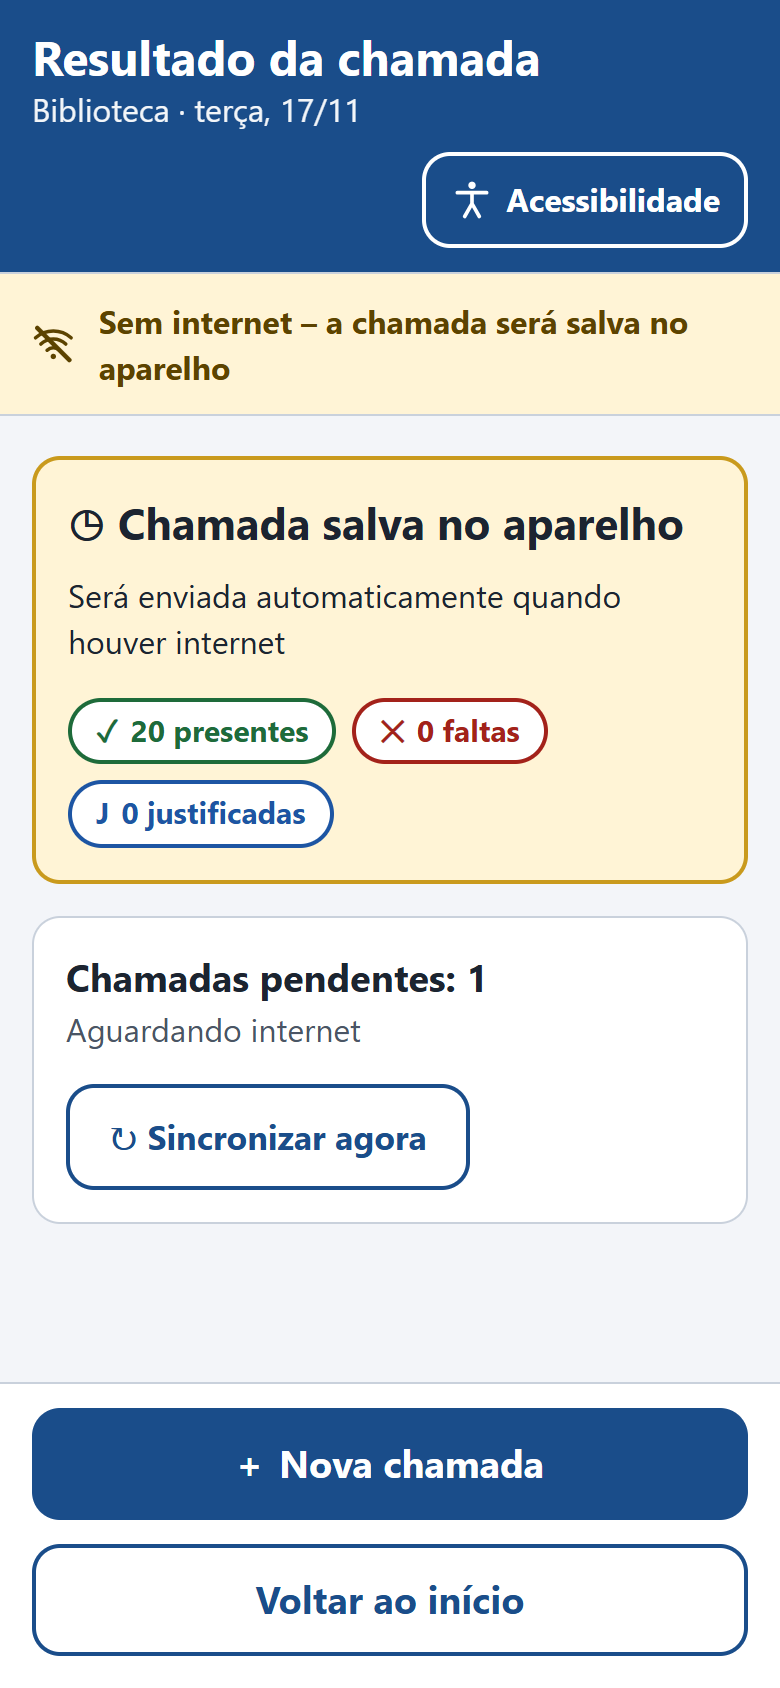 Resultado da chamada
Biblioteca · terça, 17/11
Acessibilidade
Sem internet – a chamada será salva no
aparelho
Chamada salva no aparelho
Será enviada automaticamente quando
houver internet
✓ 20 presentes
✕ 0 faltas
J 0 justificadas
Chamadas pendentes: 1
Aguardando internet
↻ Sincronizar agora
+ Nova chamada
Voltar ao início